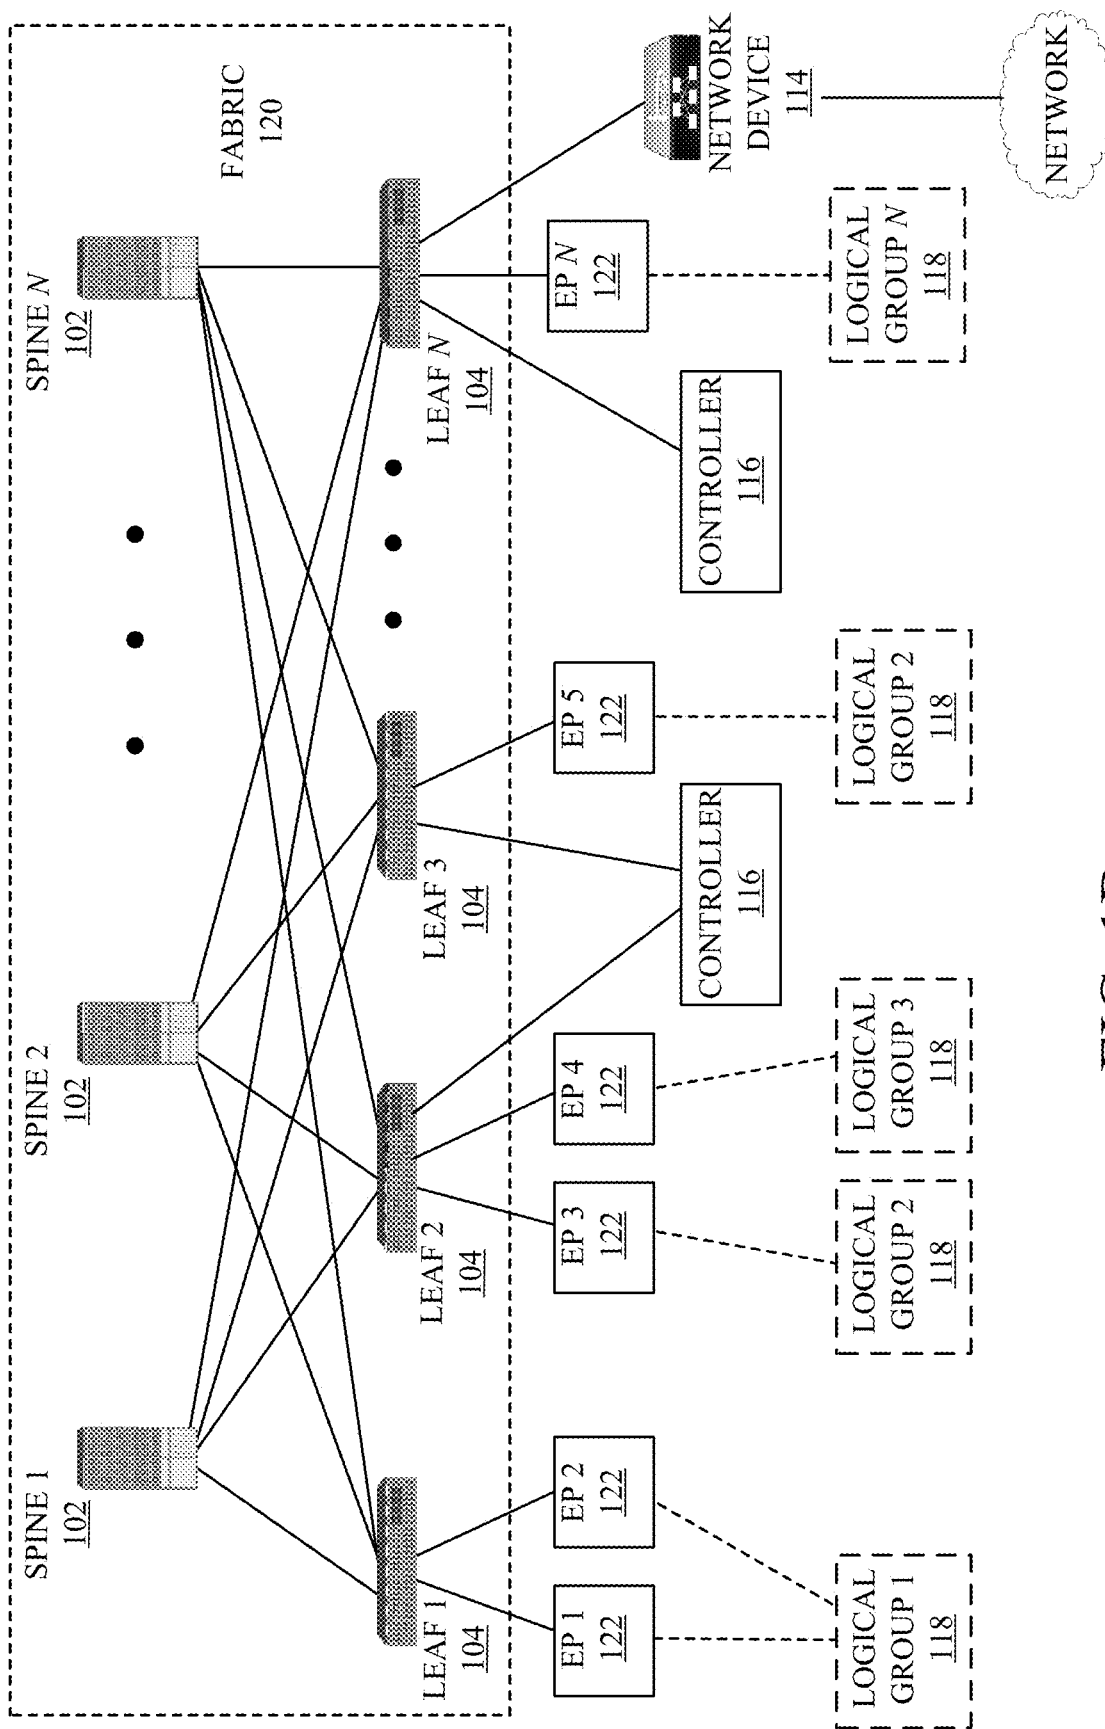 SPINE 1
102
SPINE 2
102
SPINE N
102
FABRIC
120
LEAF 1
104
LEAF 2
104
LEAF 3
104
LEAF N
104
EP 1
122
EP 2
122
EP 3
122
EP 4
122
EP 5
122
EP N
122
CONTROLLER
116
CONTROLLER
116
NETWORK
DEVICE
114
LOGICAL
GROUP 1
118
LOGICAL
GROUP 2
118
LOGICAL
GROUP 3
118
LOGICAL
GROUP 2
118
LOGICAL
GROUP N
118
NETWORK